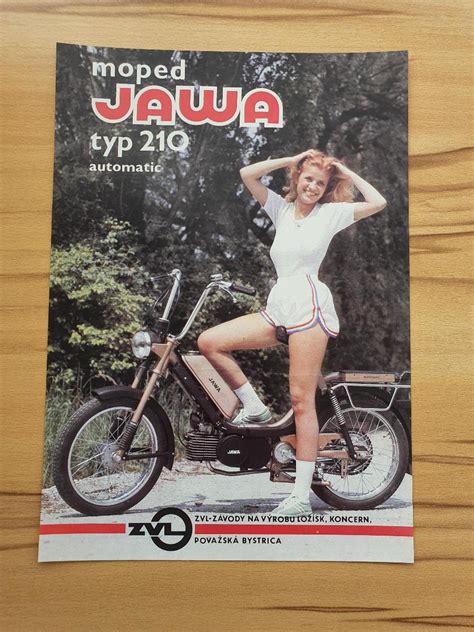 moped
JAWA
typ 210
automatic
JAWA
JAWA
ZVL
ZVL-ZÁVODY NA VÝROBU LOŽÍSK, KONCERN,
POVAŽSKÁ BYSTRICA